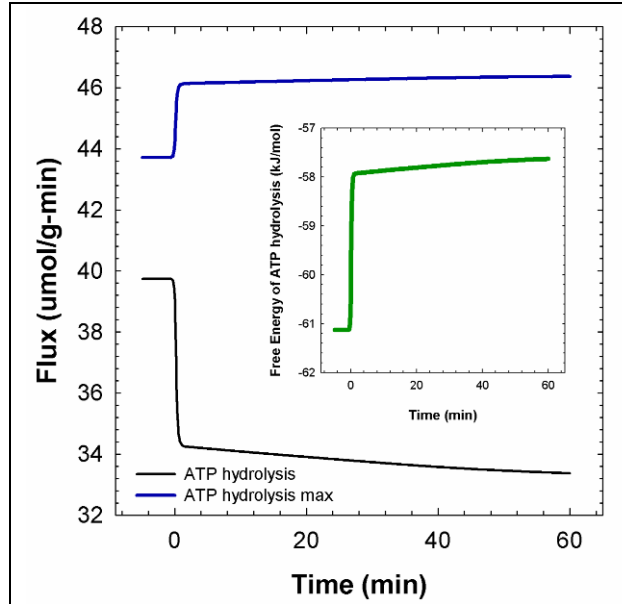 48
46
44
42
40
38
36
34
32
Flux (umol/g-min)
-57
-58
-59
-60
-61
-62
Free Energy of ATP hydrolysis (kJ/mol)
0 20 40 60
Time (min)
ATP hydrolysis
ATP hydrolysis max
0 20 40 60
Time (min)